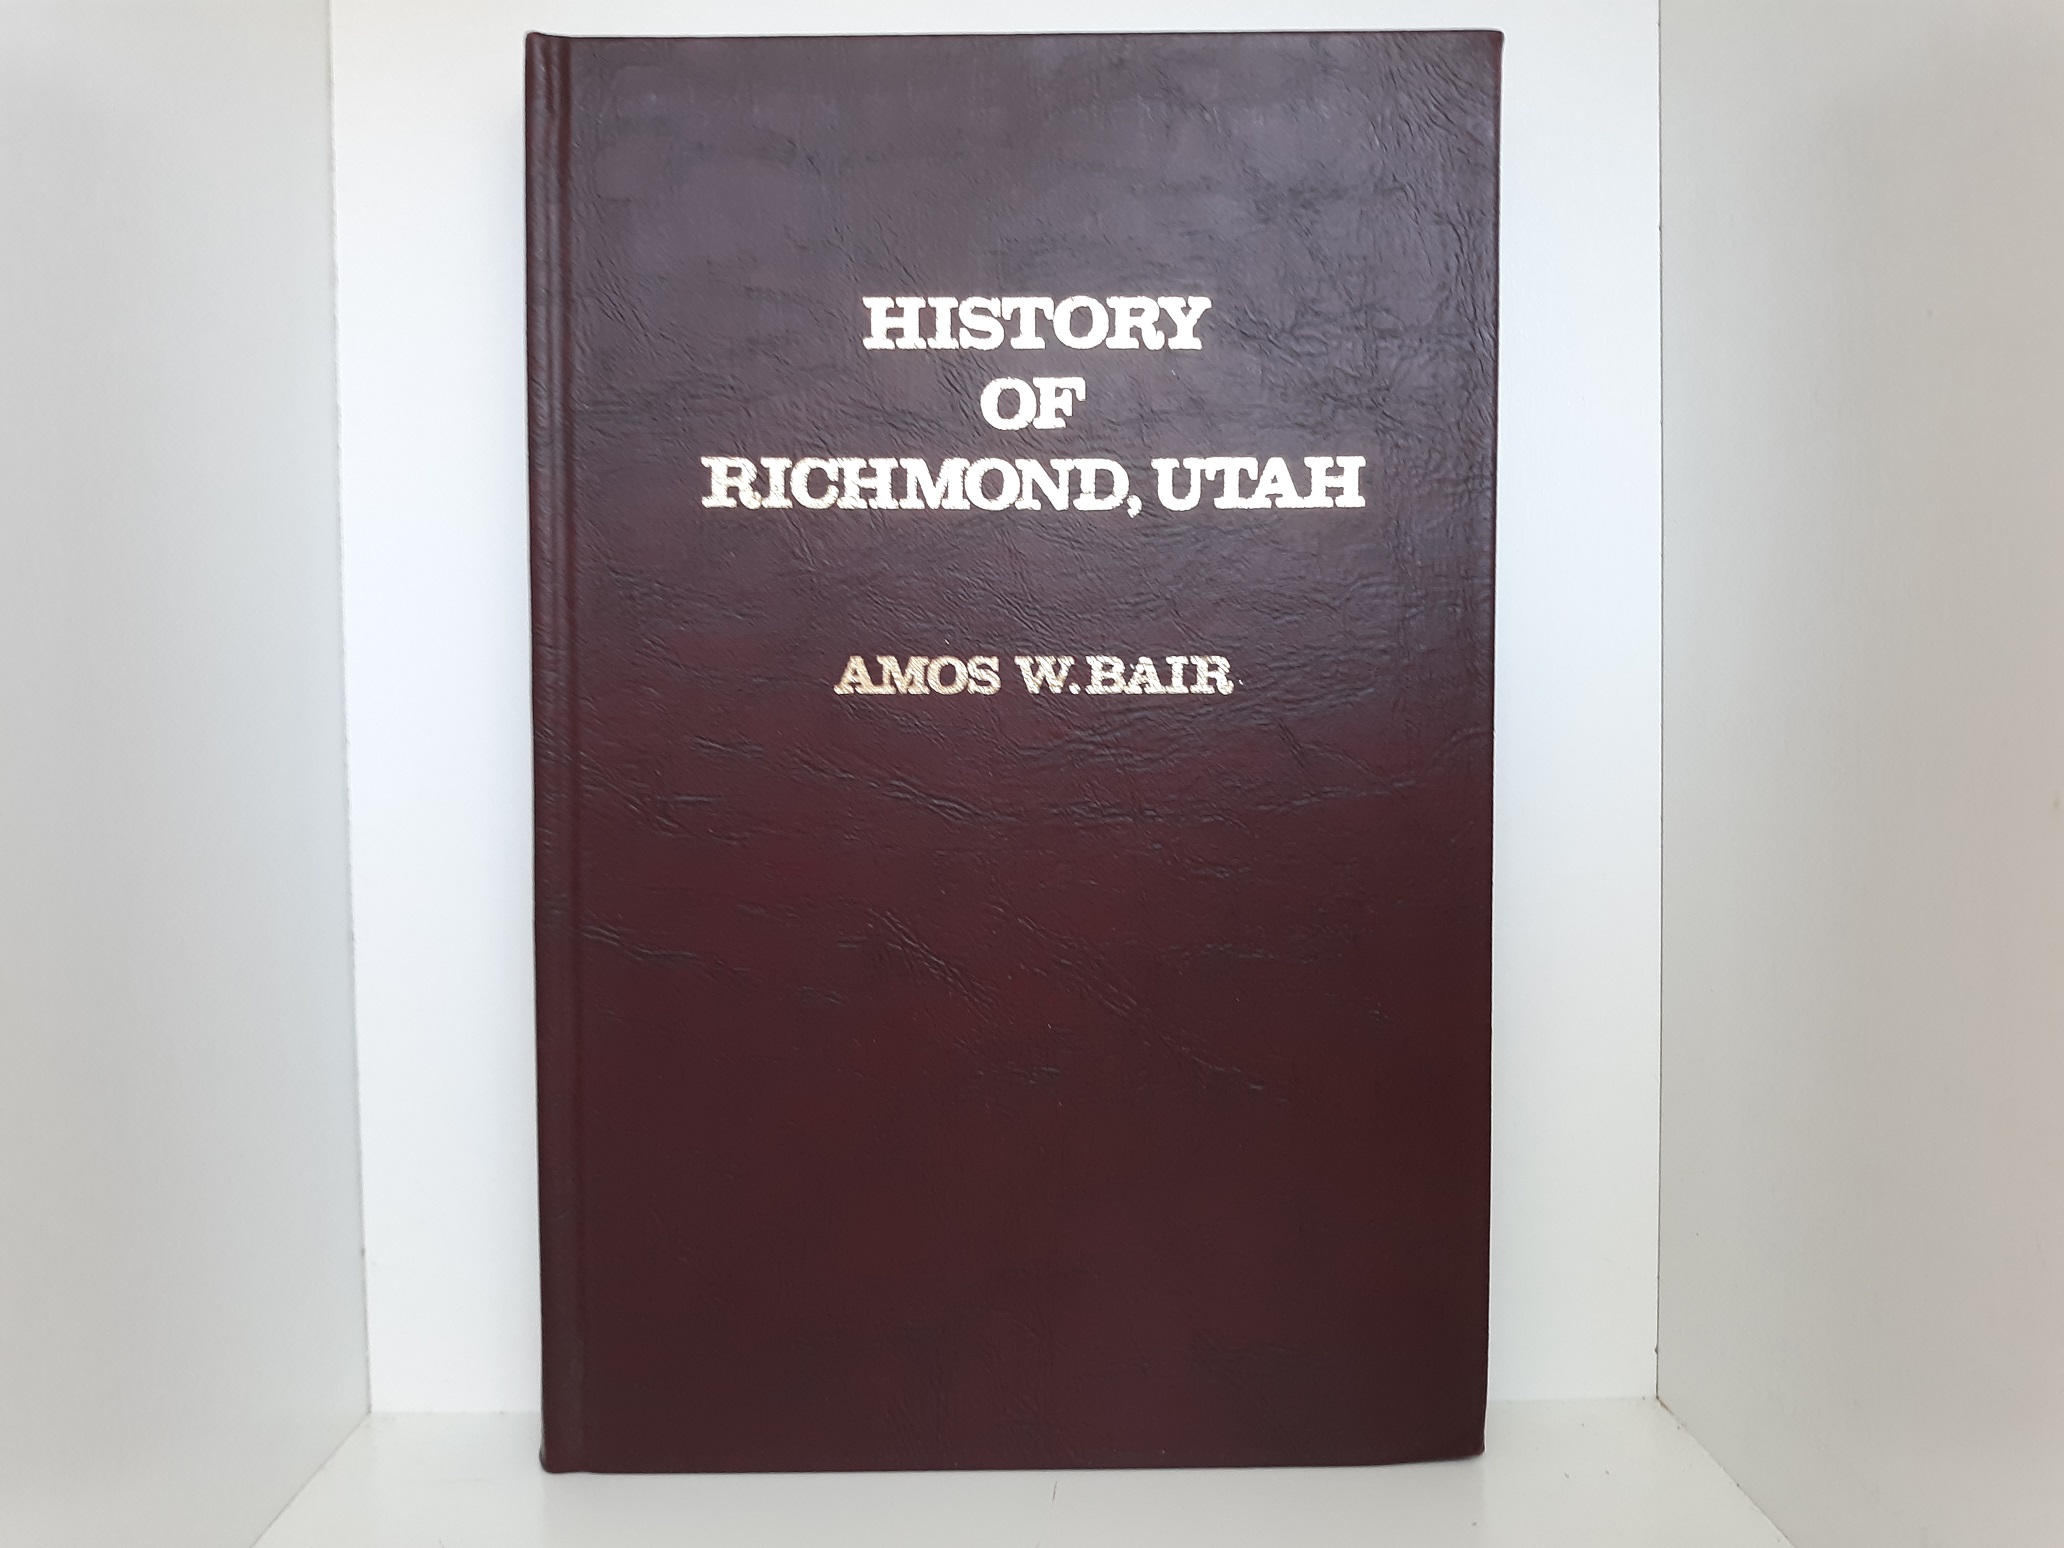 HISTORY
OF
RICHMOND, UTAH
AMOS W. BAIR